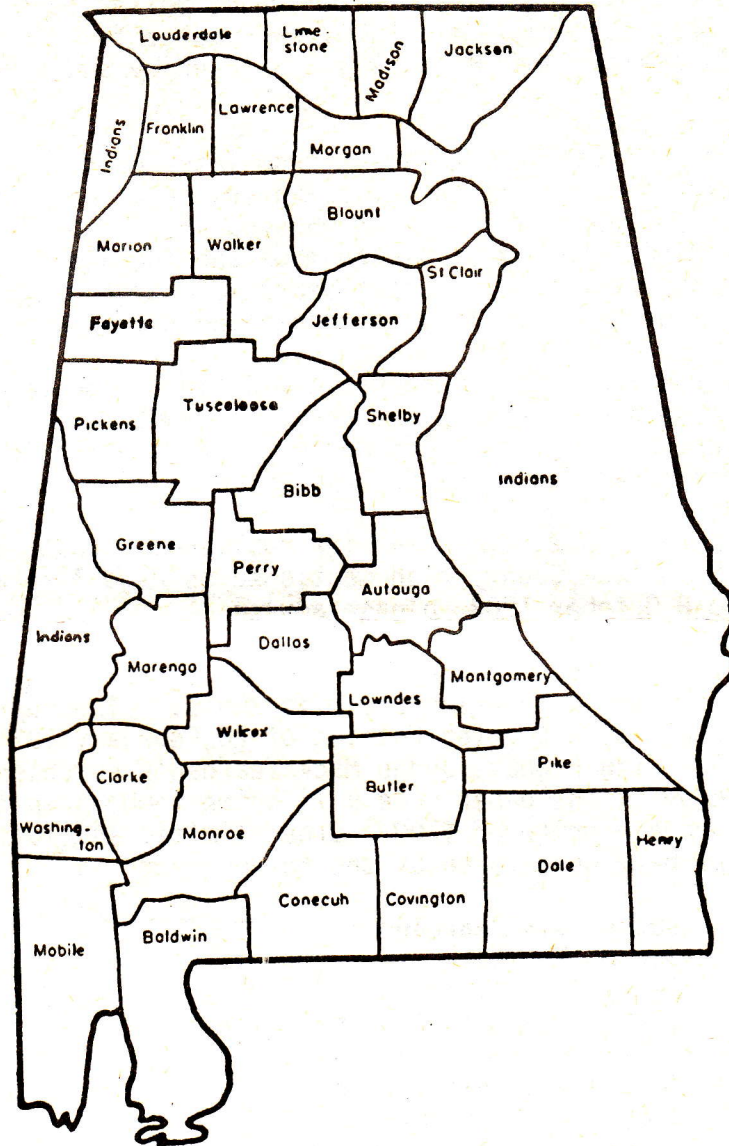 Louderdale
Lime-
stone
Madison
Jackson
Indians
Franklin
Lawrence
Morgan
Blount
Marion
Walker
St Clair
Fayette
Jefferson
Pickens
Tuscoloosa
Shelby
Indians
Bibb
Greene
Perry
Autauga
Indians
Marengo
Dallas
Lowndes
Montgomery
Wilcox
Clarke
Butler
Pike
Washing-
ton
Monroe
Henry
Dale
Conecuh
Covington
Mobile
Baldwin